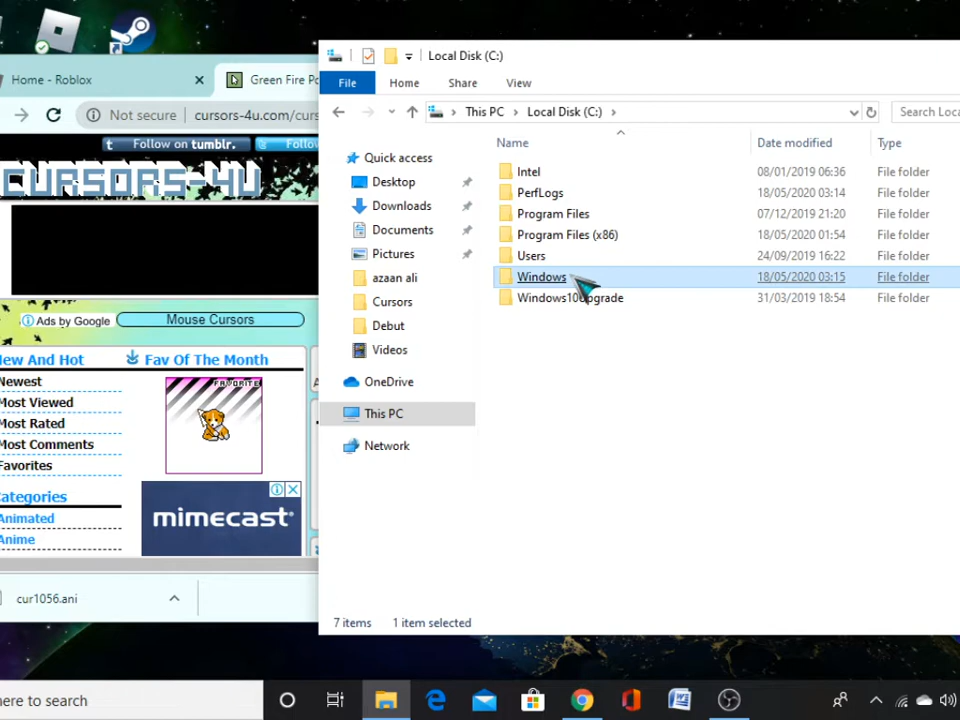 Home - Roblox
Green Fire Po
Not secure
cursors-4u.com/curs
Follow on tumblr.
Follow
CURSORS-4U
Ads by Google
Mouse Cursors
New And Hot
Fav Of The Month
Newest
Most Viewed
Most Rated
Most Comments
Favorites
FAVORITE
Categories
Animated
Anime
mimecast
cur1056.ani
Local Disk (C:)
File
Home
Share
View
This PC
Local Disk (C:)
Search Loca
Name
Date modified
Type
Quick access
Desktop
Downloads
Documents
Pictures
azaan ali
Cursors
Debut
Videos
OneDrive
This PC
Network
Intel 08/01/2019 06:36 File folder
PerfLogs 18/05/2020 03:14 File folder
Program Files 07/12/2019 21:20 File folder
Program Files (x86) 18/05/2020 01:54 File folder
Users 24/09/2019 16:22 File folder
Windows 18/05/2020 03:15 File folder
Windows10Upgrade 31/03/2019 18:54 File folder
7 items
1 item selected
here to search